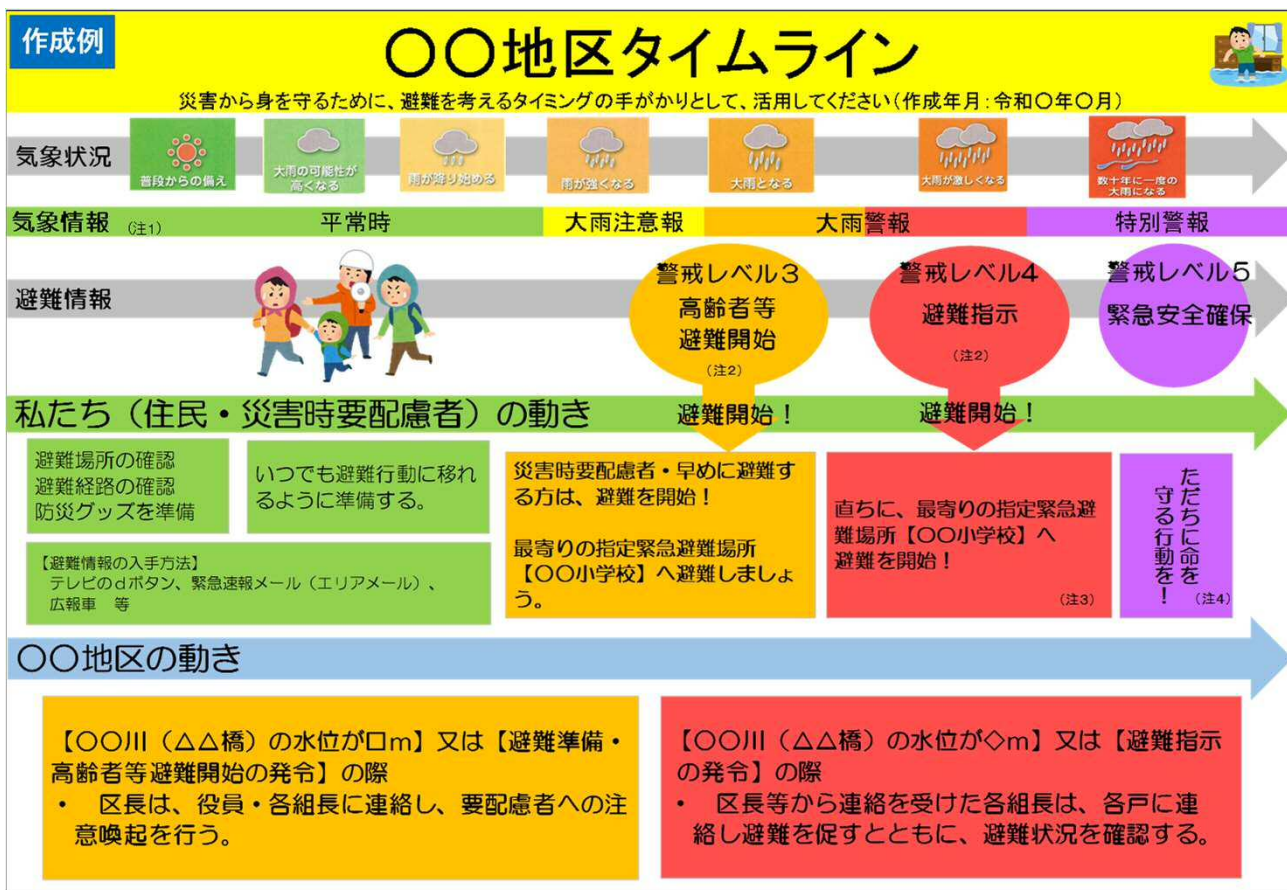 作成例
〇〇地区タイムライン
災害から身を守るために、避難を考えるタイミングの手がかりとして、活用してください（作成年月：令和〇年〇月）
気象状況
普段からの備え
大雨の可能性が
高くなる
雨が降り始める
雨が強くなる
大雨となる
大雨が激しくなる
数十年に一度の
大雨になる
気象情報 （注1）
平常時
大雨注意報
大雨警報
特別警報
避難情報
警戒レベル３
高齢者等
避難開始
（注2）
警戒レベル4
避難指示
（注2）
警戒レベル５
緊急安全確保
私たち（住民・災害時要配慮者）の動き
避難開始！
避難開始！
避難場所の確認
避難経路の確認
防災グッズを準備
いつでも避難行動に移れ
るように準備する。
【避難情報の入手方法】
テレビのｄボタン、緊急速報メール（エリアメール）、
広報車　等
災害時要配慮者・早めに避難す
る方は、避難を開始！
最寄りの指定緊急避難場所
【〇〇小学校】へ避難しましょ
う。
直ちに、最寄りの指定緊急避
難場所【〇〇小学校】へ
避難を開始！
（注3）
ただちに命を
守る行動を！
（注4）
〇〇地区の動き
【〇〇川（△△橋）の水位が□ｍ】又は【避難準備・
高齢者等避難開始の発令】の際
・　区長は、役員・各組長に連絡し、要配慮者への注
意喚起を行う。
【〇〇川（△△橋）の水位が◇ｍ】又は【避難指示
の発令】の際
・　区長等から連絡を受けた各組長は、各戸に連
絡し避難を促すとともに、避難状況を確認する。